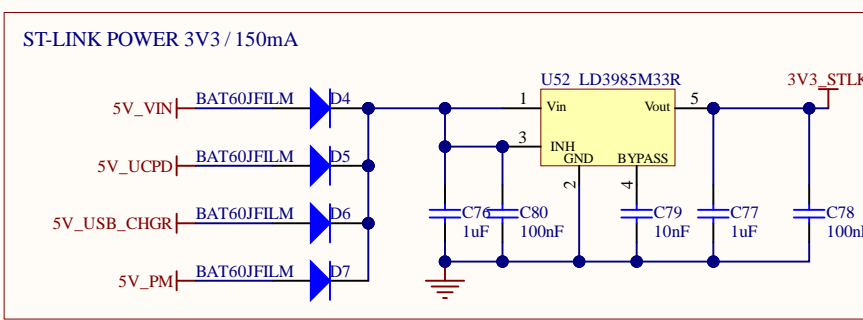 ST-LINK POWER 3V3 / 150mA
U52 LD3985M33R
3V3_STLK
5V_VIN BAT60JFILM D4
1 Vin Vout 5
3 INH
GND BYPASS
2 4
5V_UCPD BAT60JFILM D5
5V_USB_CHGR BAT60JFILM D6
C76 C80 C79 C77 C78
1uF 100nF 10nF 1uF 100n
5V_PM BAT60JFILM D7